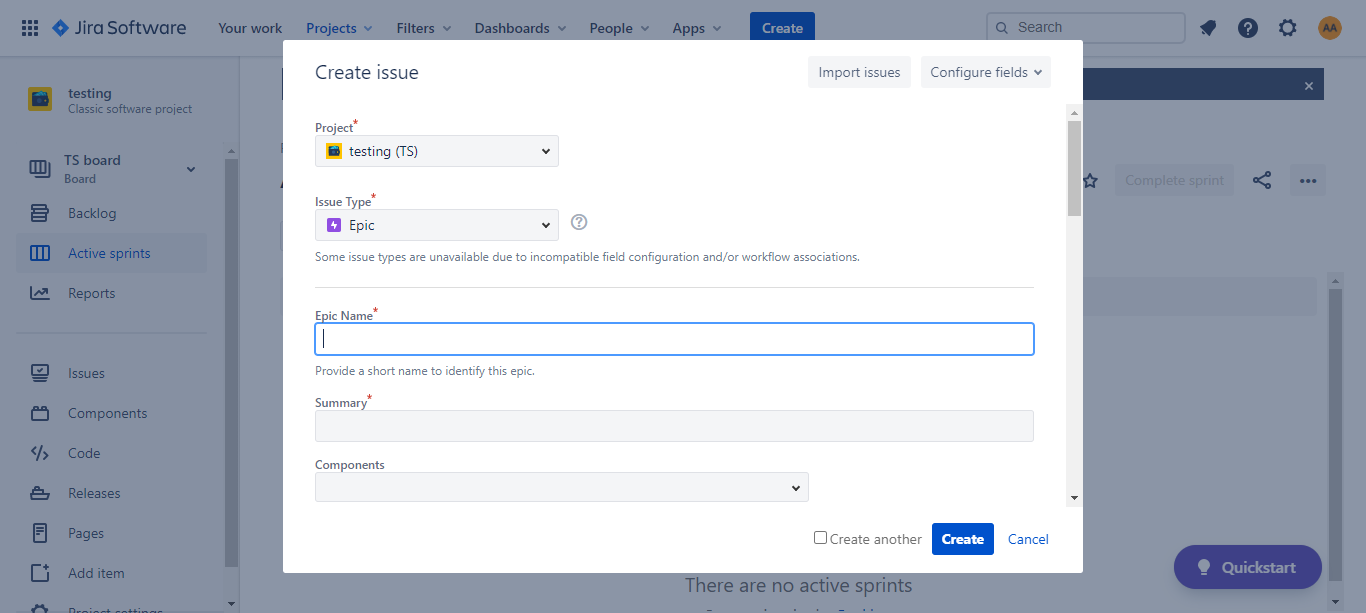 Jira Software
Your work
Projects
Filters
Dashboards
People
Apps
Create
Search
AA
testing
Classic software project
TS board
Board
Backlog
Active sprints
Reports
Issues
Components
Code
Releases
Pages
Add item
Project settings
Create issue
Import issues
Configure fields
Project*
testing (TS)
Issue Type*
Epic
Some issue types are unavailable due to incompatible field configuration and/or workflow associations.
Epic Name*
Provide a short name to identify this epic.
Summary*
Components
Create another
Create
Cancel
Complete sprint
There are no active sprints
Quickstart